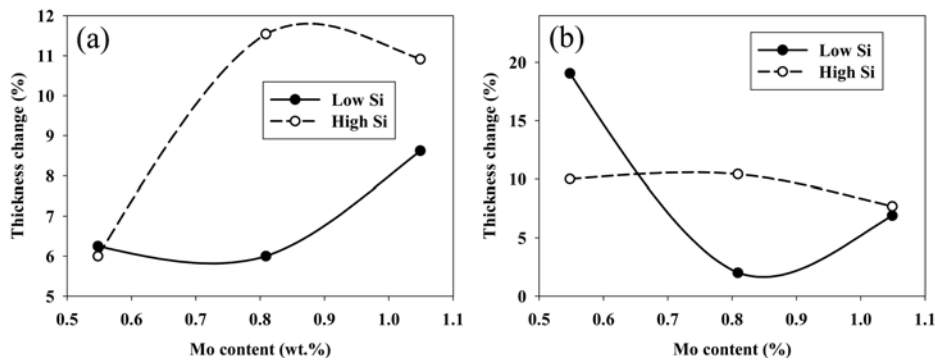 (a)
Thickness change (%)
12
11
10
9
8
7
6
5
Low Si
High Si
0.5 0.6 0.7 0.8 0.9 1.0 1.1
Mo content (wt.%)
(b)
Thickness change (%)
20
15
10
5
0
Low Si
High Si
0.5 0.6 0.7 0.8 0.9 1.0 1.1
Mo content (%)